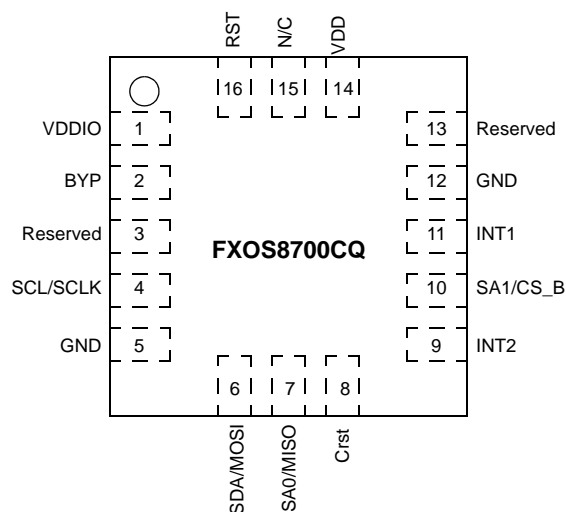 RST
N/C
VDD
16
15
14
VDDIO 1
13 Reserved
BYP 2
12 GND
Reserved 3
11 INT1
FXOS8700CQ
SCL/SCLK 4
10 SA1/CS_B
GND 5
9 INT2
6
7
8
SDA/MOSI
SA0/MISO
Crst